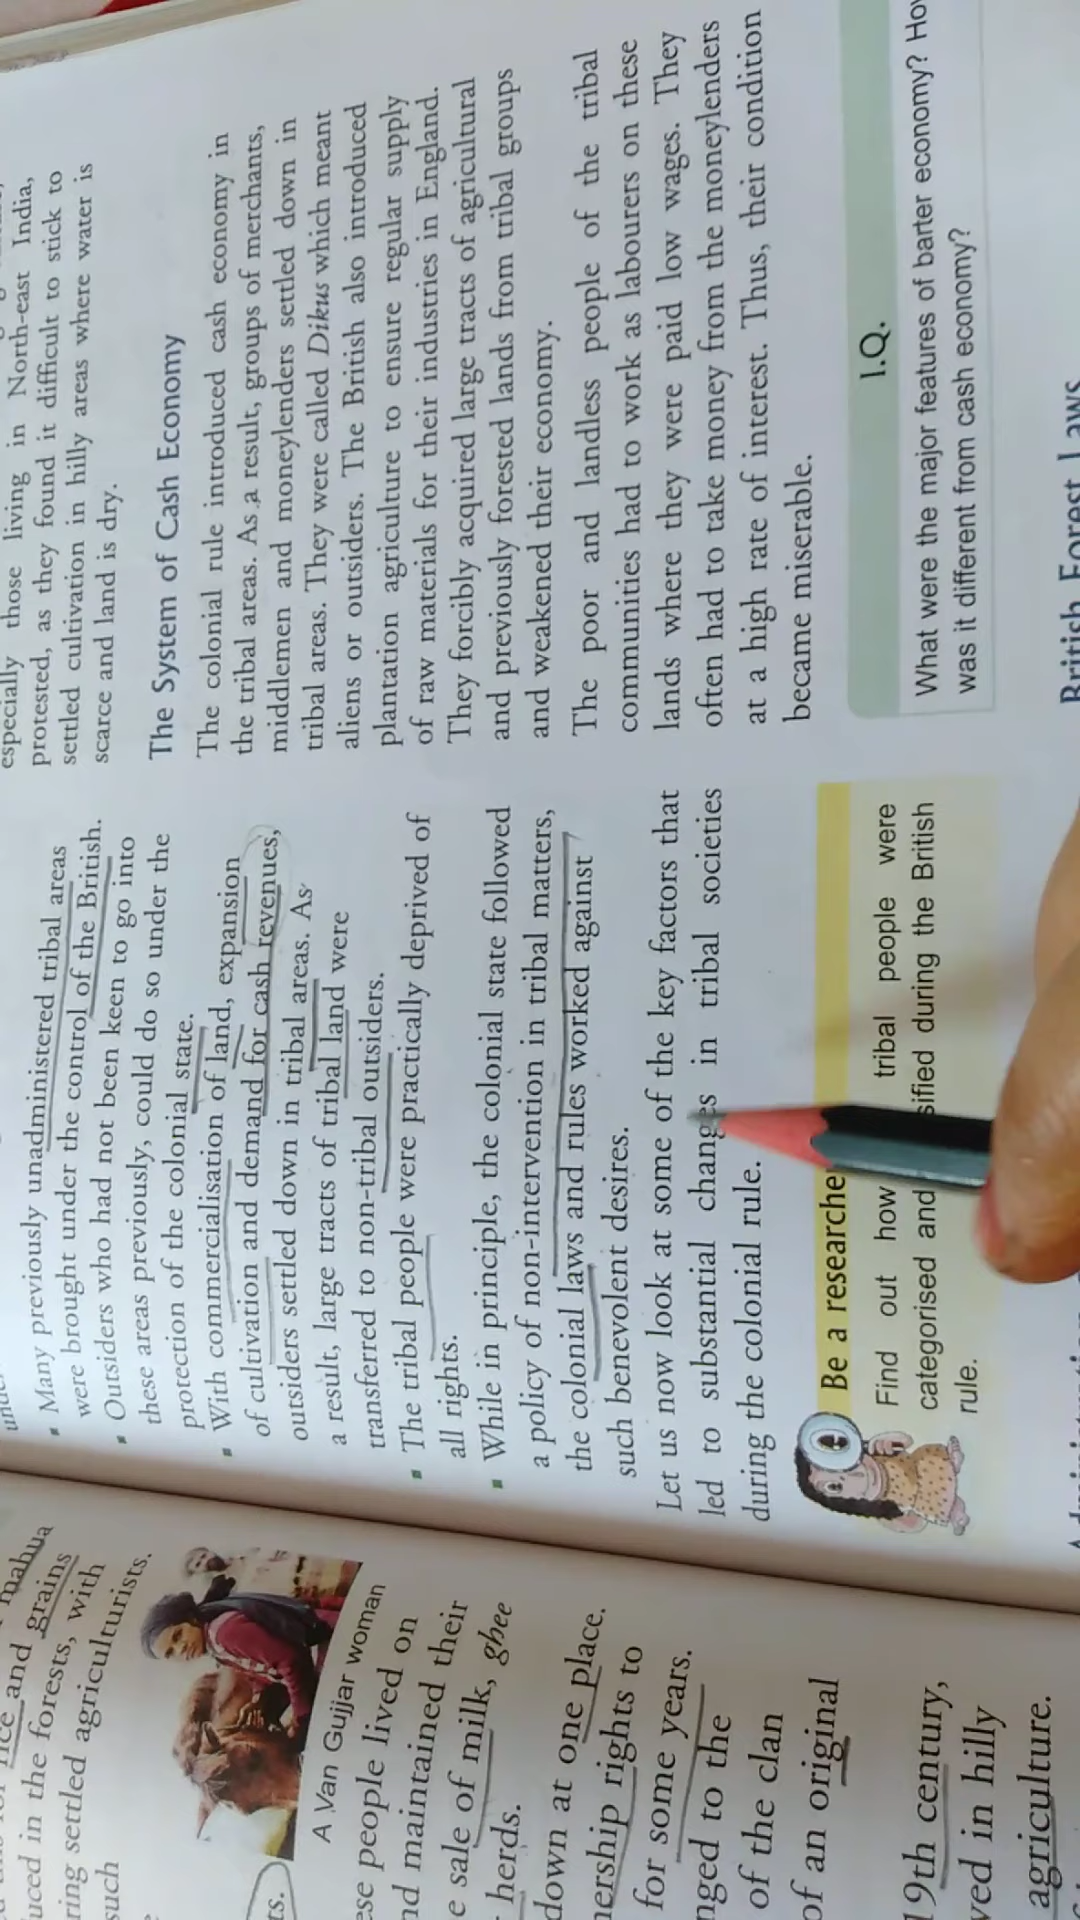 mahua
rice and grains
uced in the forests, with
ring settled agriculturists.
such
A Van Gujjar woman
ts.
ese people lived on
nd maintained their
e sale of milk, ghee
herds.
down at one place.
nership rights to
for some years.
nged to the
of the clan
of an original
19th century,
ved in hilly
agriculture.
Many previously unadministered tribal areas
were brought under the control of the British.
Outsiders who had not been keen to go into
these areas previously, could do so under the
protection of the colonial state.
With commercialisation of land, expansion
of cultivation and demand for cash revenues,
outsiders settled down in tribal areas. As
a result, large tracts of tribal land were
transferred to non-tribal outsiders.
The tribal people were practically deprived of
all rights.
While in principle, the colonial state followed
a policy of non-intervention in tribal matters,
the colonial laws and rules worked against
such benevolent desires.
Let us now look at some of the key factors that
led to substantial changes in tribal societies
during the colonial rule.
Be a researche
Find out how tribal people were
categorised and sified during the British
rule.
especially those living in North-east India,
protested, as they found it difficult to stick to
settled cultivation in hilly areas where water is
scarce and land is dry.
The System of Cash Economy
The colonial rule introduced cash economy in
the tribal areas. As a result, groups of merchants,
middlemen and moneylenders settled down in
tribal areas. They were called Dikus which meant
aliens or outsiders. The British also introduced
plantation agriculture to ensure regular supply
of raw materials for their industries in England.
They forcibly acquired large tracts of agricultural
and previously forested lands from tribal groups
and weakened their economy.
The poor and landless people of the tribal
communities had to work as labourers on these
lands where they were paid low wages. They
often had to take money from the moneylenders
at a high rate of interest. Thus, their condition
became miserable.
I.Q.
What were the major features of barter economy? How
was it different from cash economy?
British Forest Laws